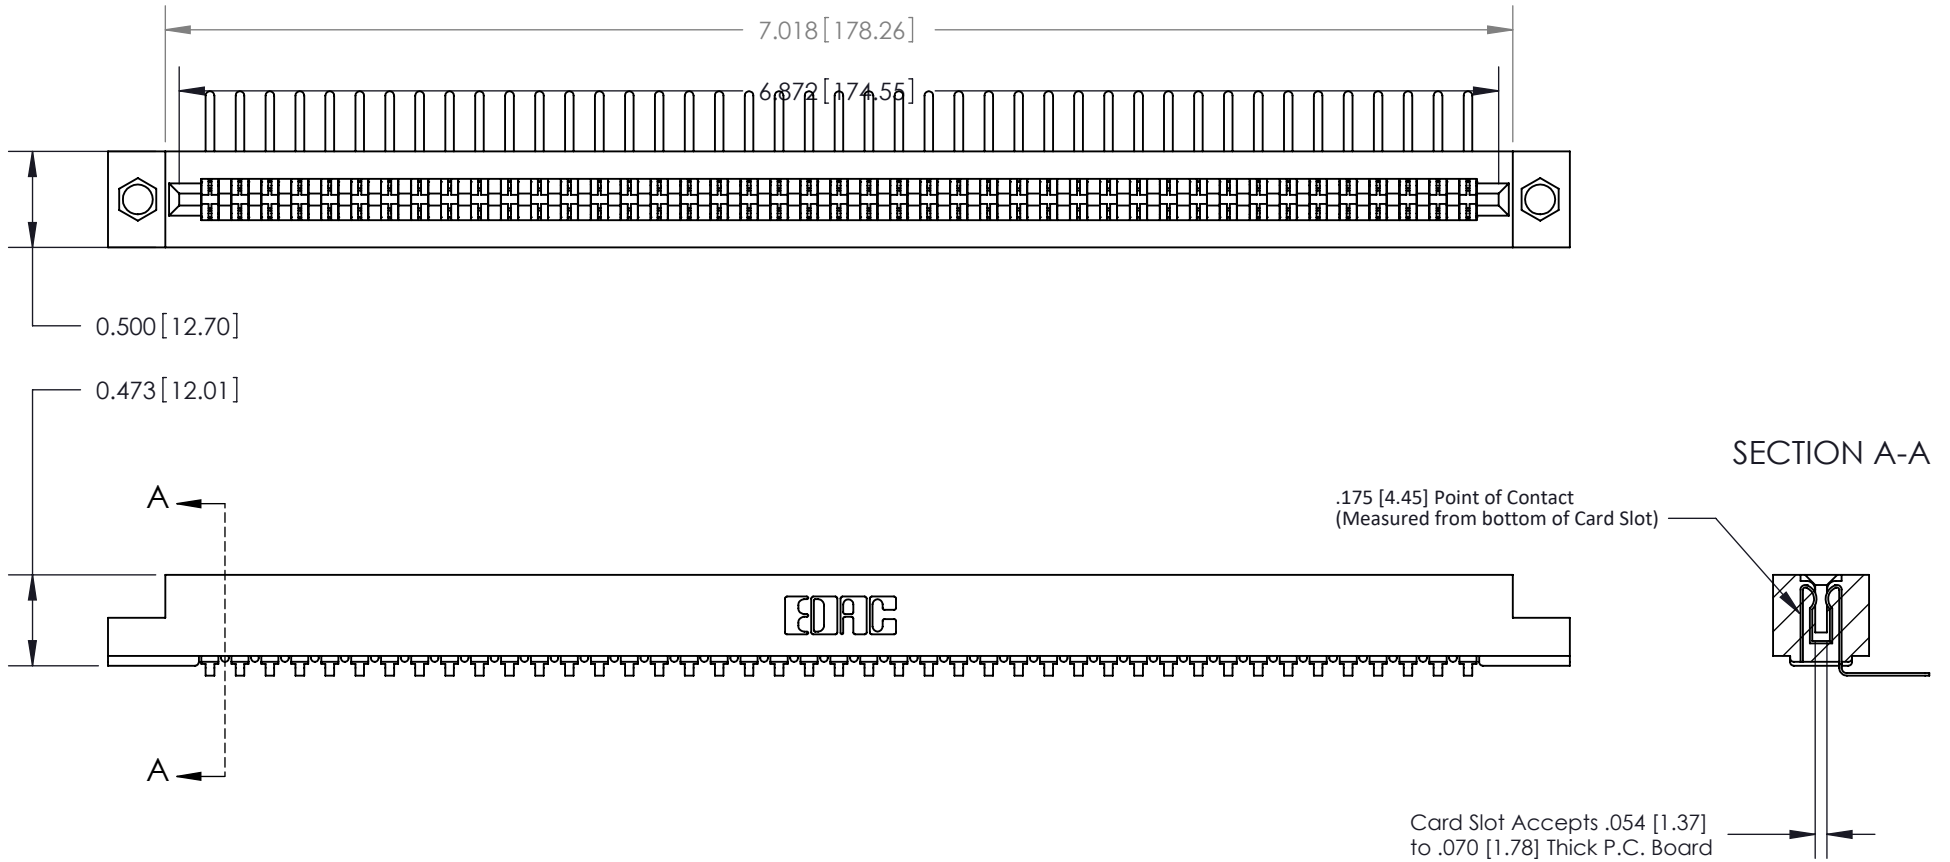 7.018[178.26]
6.872[174.55]
0.500[12.70]
0.473[12.01]
SECTION A-A
A
.175 [4.45] Point of Contact
(Measured from bottom of Card Slot)
EDAC
A
Card Slot Accepts .054 [1.37]
to .070 [1.78] Thick P.C. Board